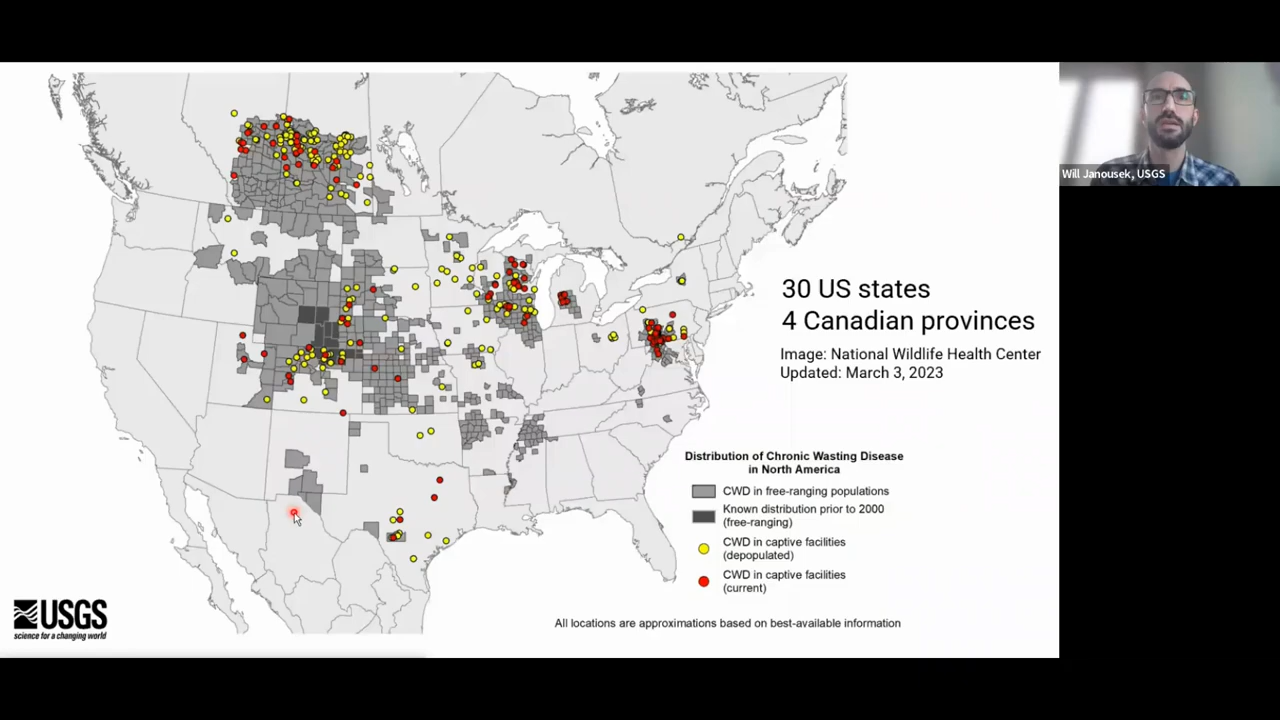 Will Janousek, USGS
30 US states
4 Canadian provinces
Image: National Wildlife Health Center
Updated: March 3, 2023
Distribution of Chronic Wasting Disease
in North America
CWD in free-ranging populations
Known distribution prior to 2000
(free-ranging)
CWD in captive facilities
(depopulated)
CWD in captive facilities
(current)
USGS
science for a changing world
All locations are approximations based on best-available information